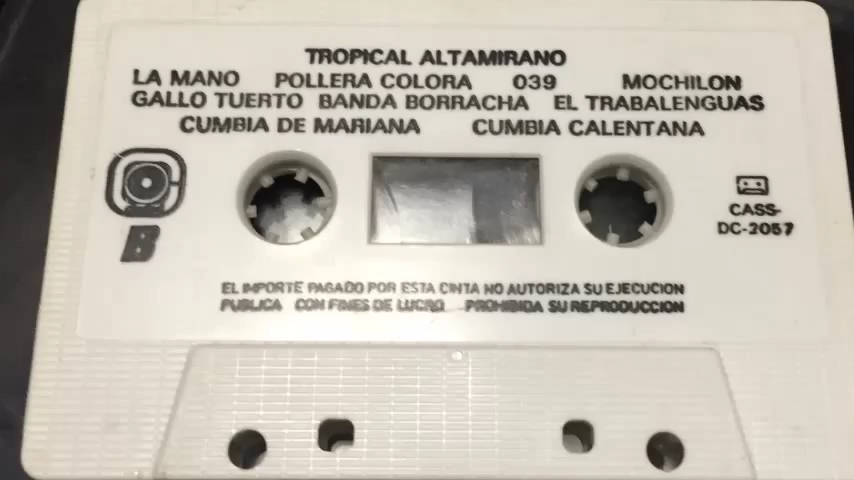 TROPICAL ALTAMIRANO
LA MANO POLLERA COLORA 039 MOCHILON
GALLO TUERTO BANDA BORRACHA EL TRABALENGUAS
CUMBIA DE MARIANA CUMBIA CALENTANA
B
CASS-
DC-2057
EL IMPORTE PAGADO POR ESTA CINTA NO AUTORIZA SU EJECUCION
PUBLICA CON FINES DE LUCRO PROHIBIDA SU REPRODUCCION